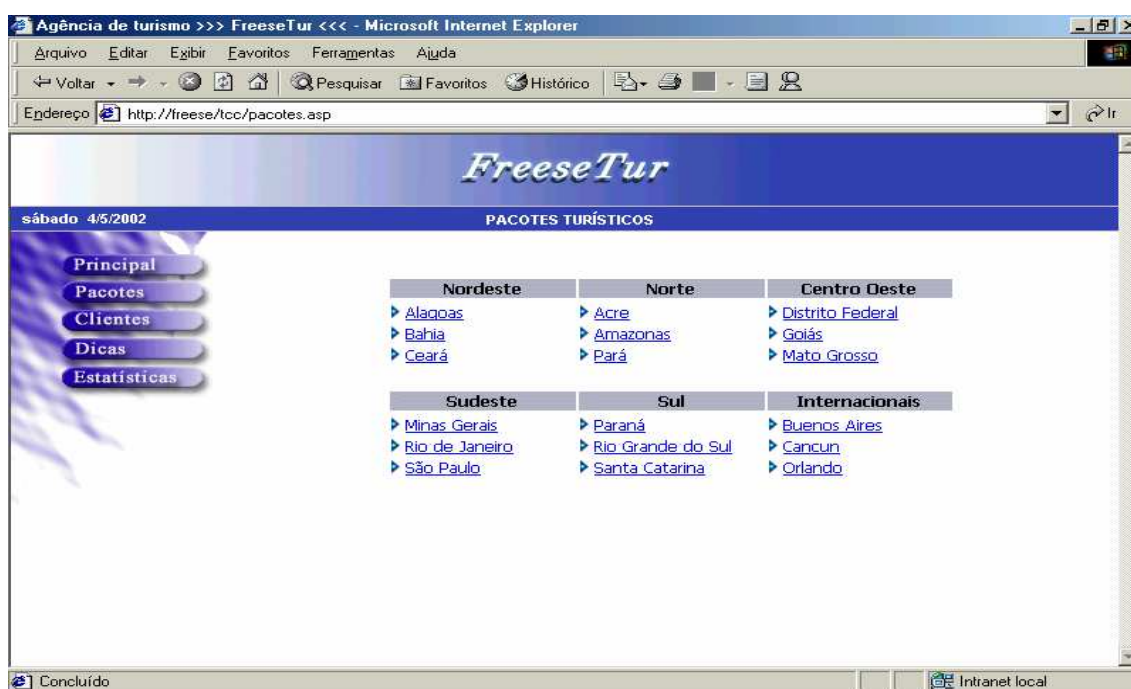 Agência de turismo >>> FreeseTur <<< - Microsoft Internet Explorer
Arquivo Editar Exibir Favoritos Ferramentas Ajuda
Voltar Pesquisar Favoritos Histórico
Endereço http://freese/tcc/pacotes.asp Ir
FreeseTur
sábado 4/5/2002 PACOTES TURÍSTICOS
Principal
Pacotes
Clientes
Dicas
Estatísticas
Nordeste Norte Centro Oeste
Alagoas Acre Distrito Federal
Bahia Amazonas Goiás
Ceará Pará Mato Grosso
Sudeste Sul Internacionais
Minas Gerais Paraná Buenos Aires
Rio de Janeiro Rio Grande do Sul Cancun
São Paulo Santa Catarina Orlando
Concluído Intranet local